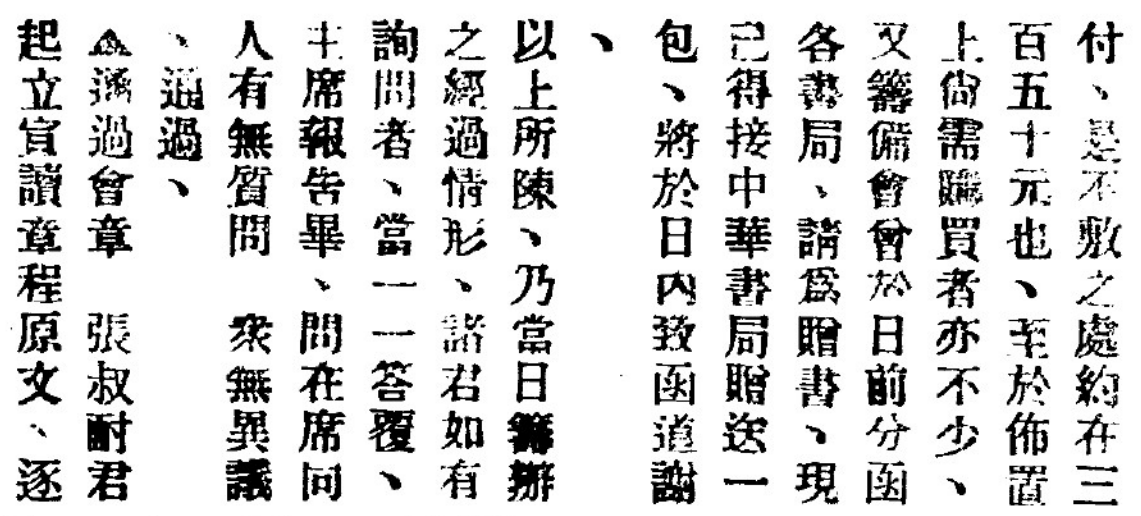 付、是不敷之處約在三
百五十元也、至於佈置
上尙需購買者亦不少、
又籌備會曾於日前分函
各書局、請爲贈書、現
己得接中華書局贈送一
包、將於日內致函道謝
、
以上所陳、乃當日籌辦
之經過情形、諸君如有
詢問者、當一一答覆、
主席報告畢、問在席同
人有無質問　衆無異議
、通過、
▲遂過會章　張叔耐君
起立宣讀章程原文、逐